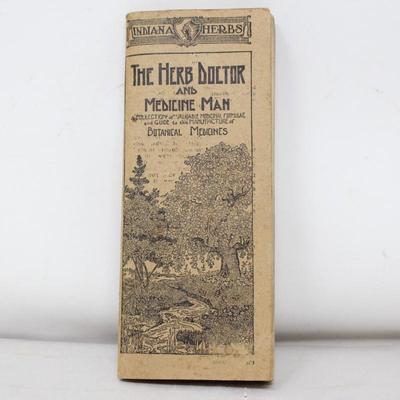 INDIANA HERBS
THE HERB DOCTOR
AND
MEDICINE MAN
A COLLECTION of VALUABLE MEDICINAL FORMULAE
and GUIDE to the MANUFACTURE of
BOTANICAL MEDICINES